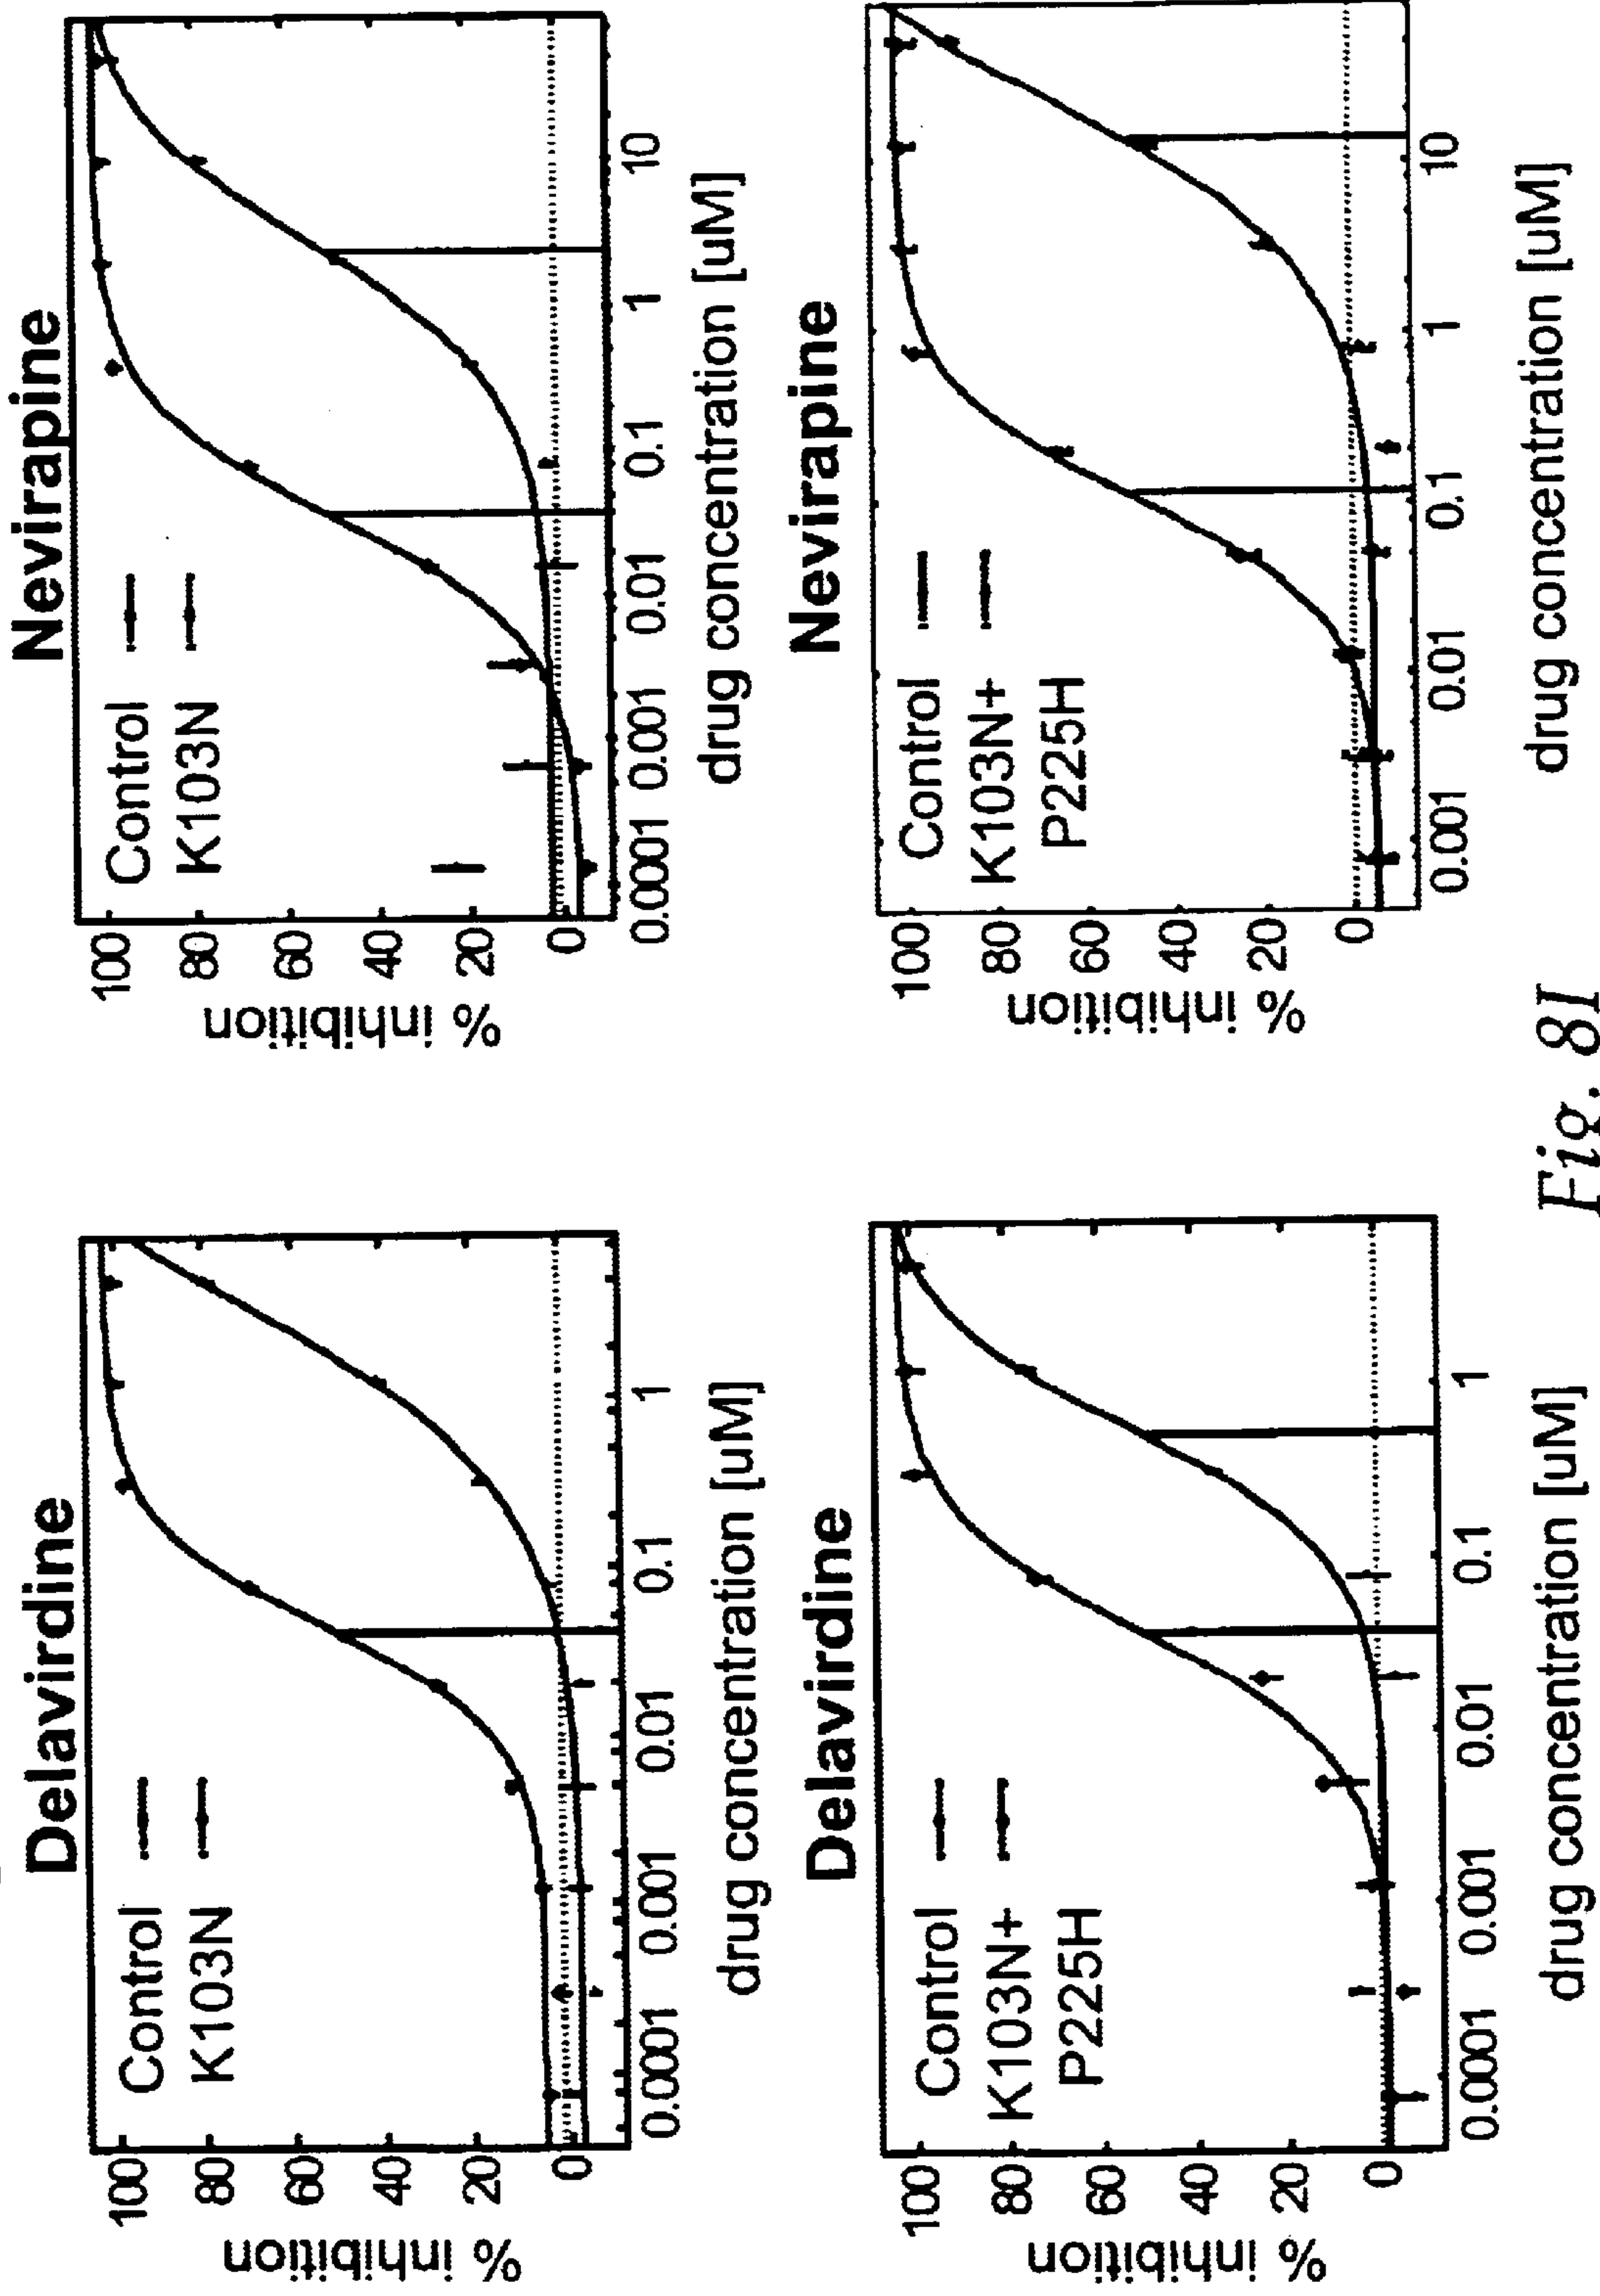 Delavirdine
Control
K103N
% inhibition
100
80
60
40
20
0
0.0001 0.001 0.01 0.1 1
drug concentration [uM]
Nevirapine
Control
K103N
% inhibition
100
80
60
40
20
0
0.0001 0.001 0.01 0.1 1 10
drug concentration [uM]
Delavirdine
Control
K103N+
P225H
% inhibition
100
80
60
40
20
0
0.0001 0.001 0.01 0.1 1
drug concentration [uM]
Nevirapine
Control
K103N+
P225H
% inhibition
100
80
60
40
20
0
0.001 0.01 0.1 1 10
drug concentration [uM]
Fig. 8I